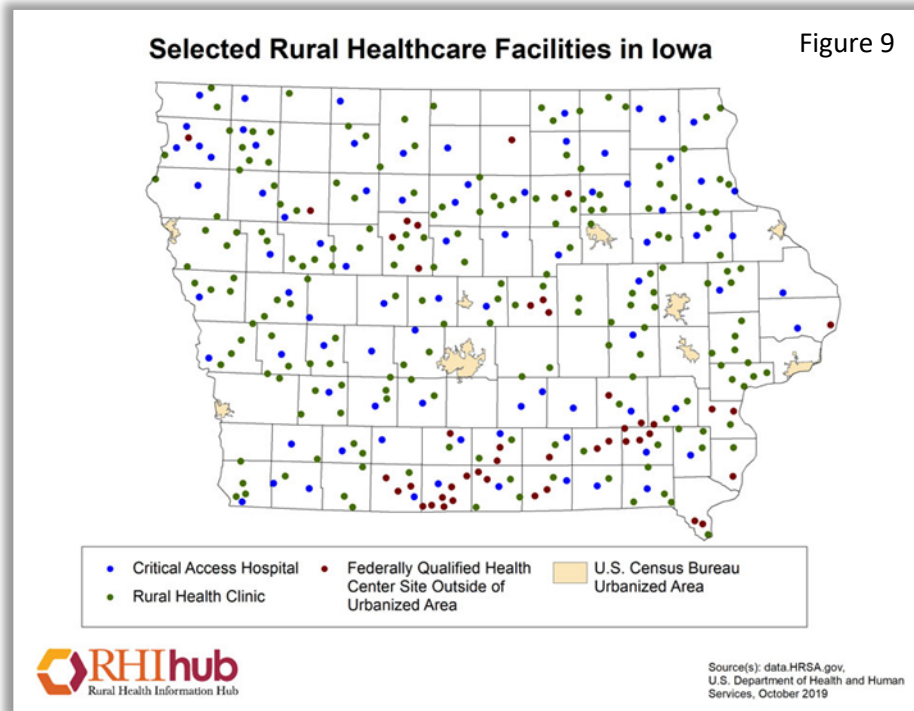 Selected Rural Healthcare Facilities in Iowa
Figure 9
Critical Access Hospital
Rural Health Clinic
Federally Qualified Health
Center Site Outside of
Urbanized Area
U.S. Census Bureau
Urbanized Area
RHIhub
Rural Health Information Hub
Source(s): data.HRSA.gov,
U.S. Department of Health and Human
Services, October 2019